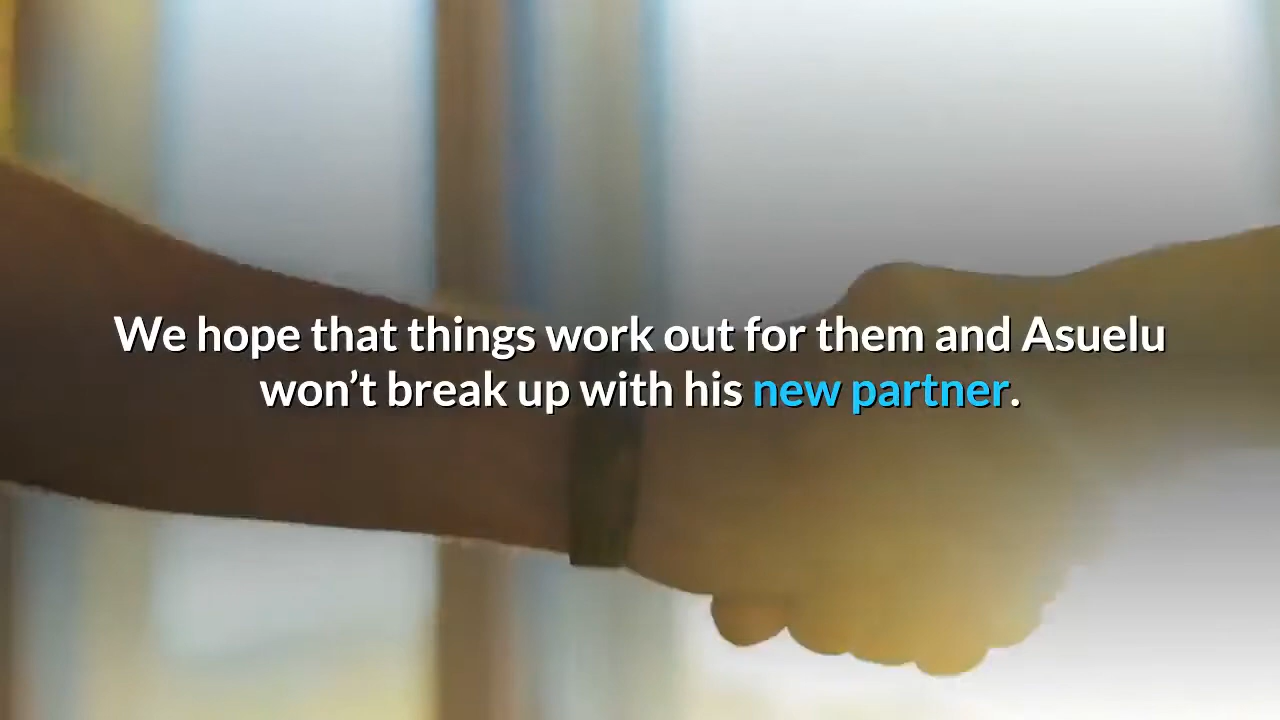 We hope that things work out for them and Asuelu
won’t break up with his new partner.